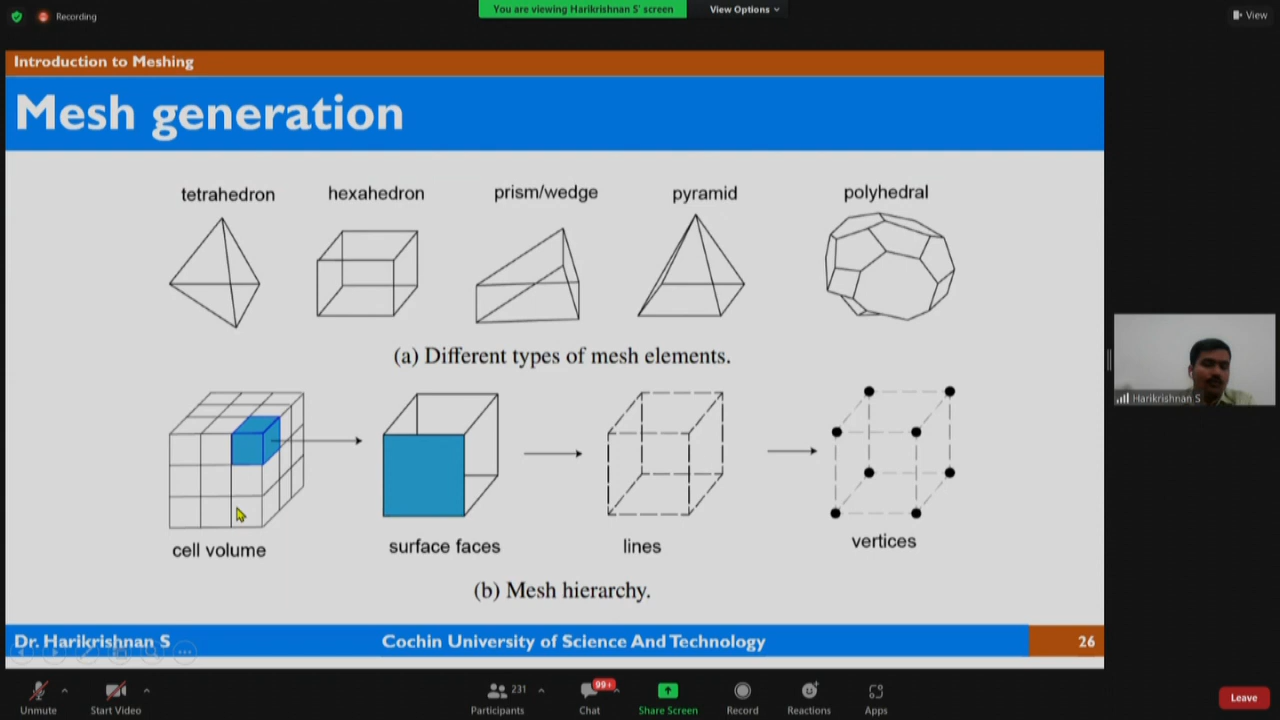 You are viewing Harikrishnan S' screen
View Options
Recording
View
Introduction to Meshing
Mesh generation
tetrahedron
hexahedron
prism/wedge
pyramid
polyhedral
(a) Different types of mesh elements.
cell volume
surface faces
lines
vertices
(b) Mesh hierarchy.
Harikrishnan S
Dr. Harikrishnan S
Cochin University of Science And Technology
26
Unmute
Start Video
231
Participants
99+
Chat
Share Screen
Record
Reactions
Apps
Leave